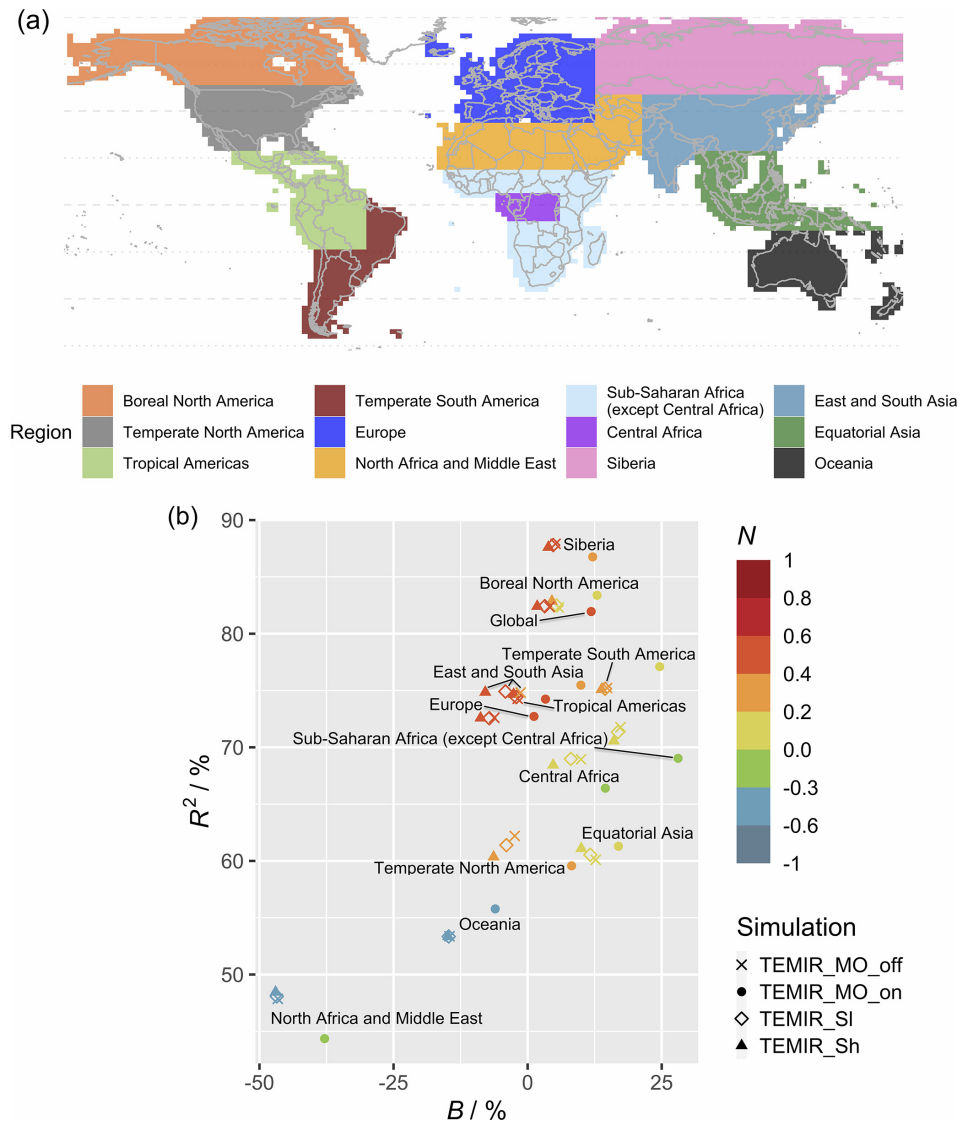 (a)
Region
Boreal North America
Temperate North America
Tropical Americas
Temperate South America
Europe
North Africa and Middle East
Sub-Saharan Africa
(except Central Africa)
Central Africa
Siberia
East and South Asia
Equatorial Asia
Oceania
(b)
R² / %
90
80
70
60
50
Siberia
Boreal North America
Global
Temperate South America
East and South Asia
Europe
Tropical Americas
Sub-Saharan Africa (except Central Africa)
Central Africa
Equatorial Asia
Temperate North America
Oceania
North Africa and Middle East
-50
-25
0
25
B / %
N
1
0.8
0.6
0.4
0.2
0.0
-0.3
-0.6
-1
Simulation
TEMIR_MO_off
TEMIR_MO_on
TEMIR_Sl
TEMIR_Sh